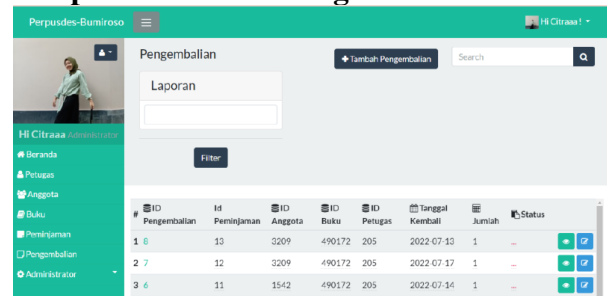 Perpusdes-Bumiroso
Hi Citraaa!
Pengembalian
Tambah Pengembalian
Search
Laporan
Filter
Hi Citraaa Administrator
Beranda
Petugas
Anggota
Buku
Peminjaman
Pengembalian
Administrator
# ID Pengembalian Id Peminjaman ID Anggota ID Buku ID Petugas Tanggal Kembali Jumlah Status
1 8 13 3209 490172 205 2022-07-13 1 ...
2 7 12 3209 490172 205 2022-07-17 1 ...
3 6 11 1542 490172 205 2022-07-14 1 ...